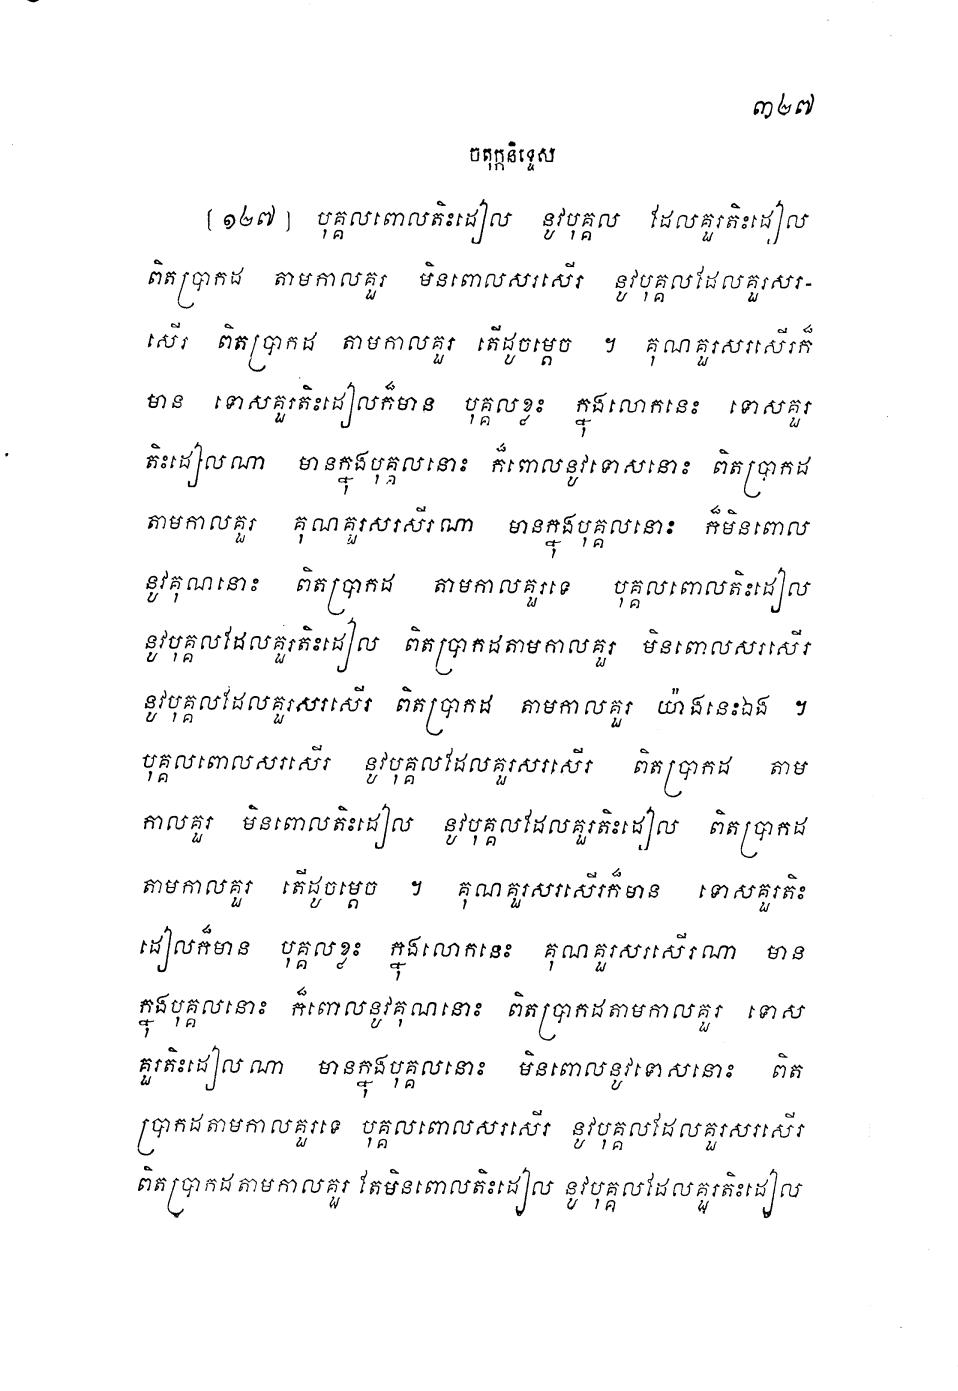 ៣២៧
ចតុក្កនិទ្ទេស
[១២៧] បុគ្គលពោលតិះដៀល នូវបុគ្គល ដែលគួរតិះដៀល
ពិតប្រាកដ តាមកាលគួរ មិនពោលសរសើរ នូវបុគ្គលដែលគួរសរ-
សើរ ពិតប្រាកដ តាមកាលគួរ តើដូចម្ដេច ។ គុណគួរសរសើរក៏
មាន ទោសគួរតិះដៀលក៏មាន បុគ្គលខ្លះ ក្នុងលោកនេះ ទោសគួរ
តិះដៀលណា មានក្នុងបុគ្គលនោះ ក៏ពោលនូវទោសនោះ ពិតប្រាកដ
តាមកាលគួរ គុណគួរសរសើរណា មានក្នុងបុគ្គលនោះ ក៏មិនពោល
នូវគុណនោះ ពិតប្រាកដ តាមកាលគួរទេ បុគ្គលពោលតិះដៀល
នូវបុគ្គលដែលគួរតិះដៀល ពិតប្រាកដតាមកាលគួរ មិនពោលសរសើរ
នូវបុគ្គលដែលគួរសរសើរ ពិតប្រាកដ តាមកាលគួរ យ៉ាងនេះឯង ។
បុគ្គលពោលសរសើរ នូវបុគ្គលដែលគួរសរសើរ ពិតប្រាកដ តាម
កាលគួរ មិនពោលតិះដៀល នូវបុគ្គលដែលគួរតិះដៀល ពិតប្រាកដ
តាមកាលគួរ តើដូចម្ដេច ។ គុណគួរសរសើរក៏មាន ទោសគួរតិះ
ដៀលក៏មាន បុគ្គលខ្លះ ក្នុងលោកនេះ គុណគួរសរសើរណា មាន
ក្នុងបុគ្គលនោះ ក៏ពោលនូវគុណនោះ ពិតប្រាកដតាមកាលគួរ ទោស
គួរតិះដៀលណា មានក្នុងបុគ្គលនោះ មិនពោលនូវទោសនោះ ពិត
ប្រាកដតាមកាលគួរទេ បុគ្គលពោលសរសើរ នូវបុគ្គលដែលគួរសរសើរ
ពិតប្រាកដតាមកាលគួរ តែមិនពោលតិះដៀល នូវបុគ្គលដែលគួរតិះដៀល